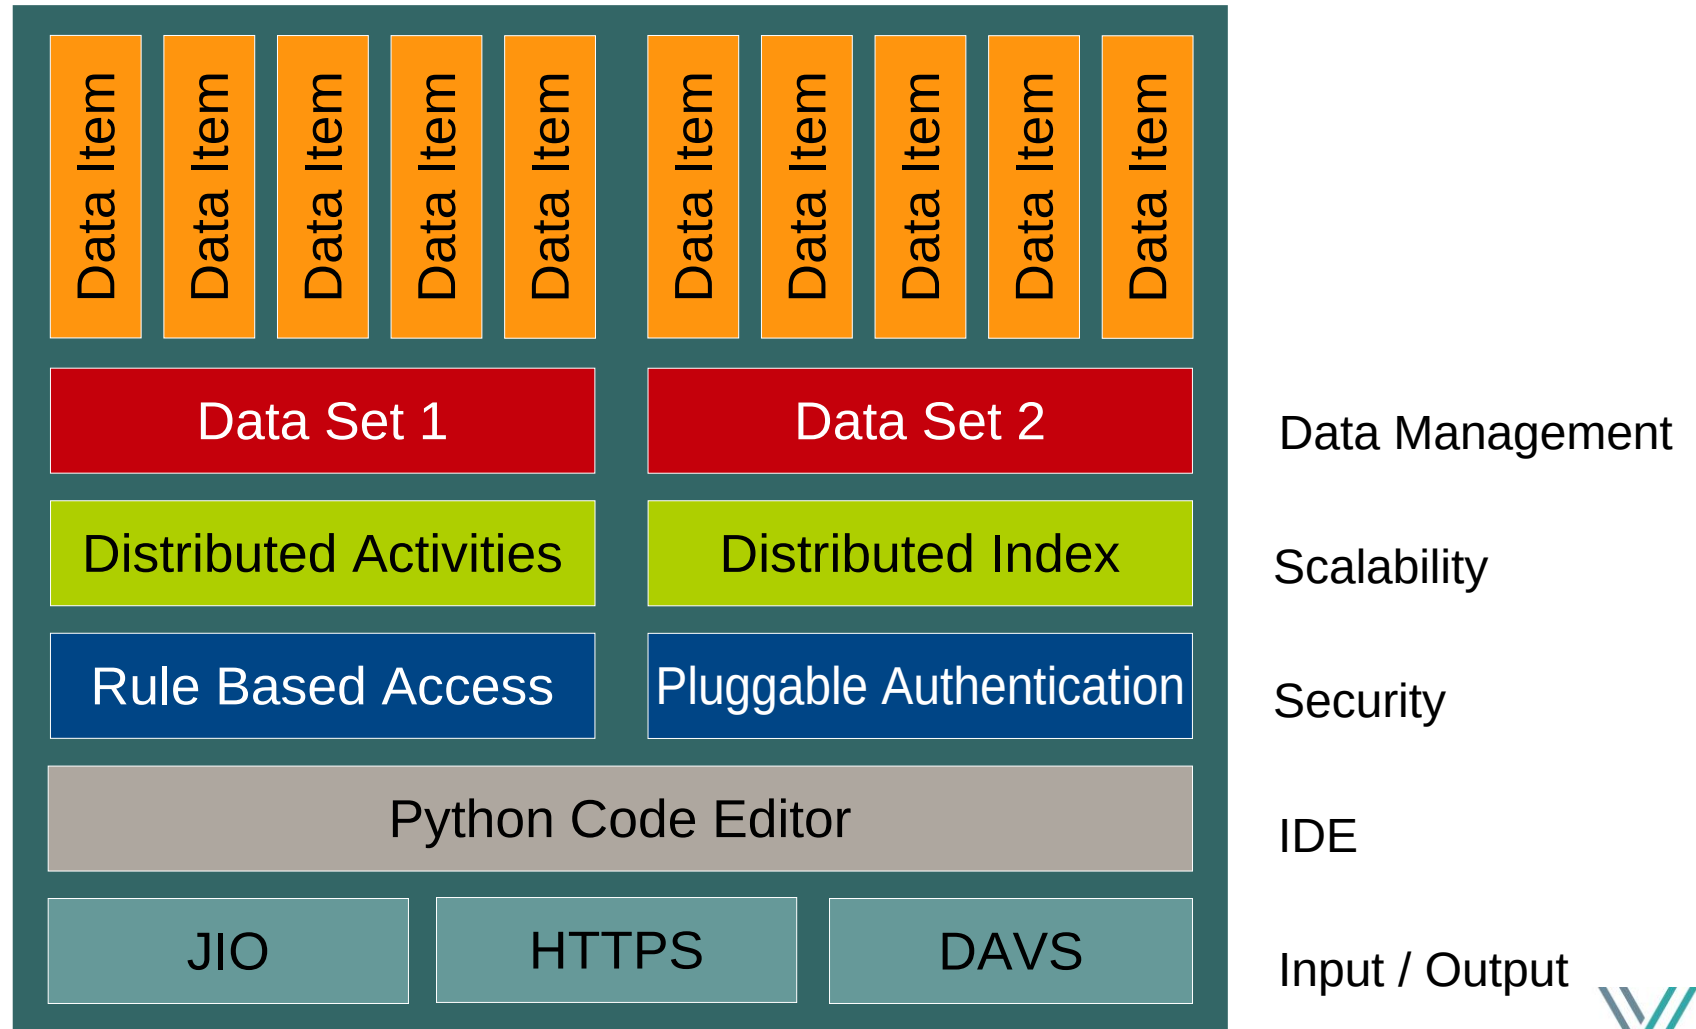 Data Item
Data Item
Data Item
Data Item
Data Item
Data Item
Data Item
Data Item
Data Item
Data Item
Data Set 1
Data Set 2
Data Management
Distributed Activities
Distributed Index
Scalability
Rule Based Access
Pluggable Authentication
Security
Python Code Editor
IDE
JIO
HTTPS
DAVS
Input / Output